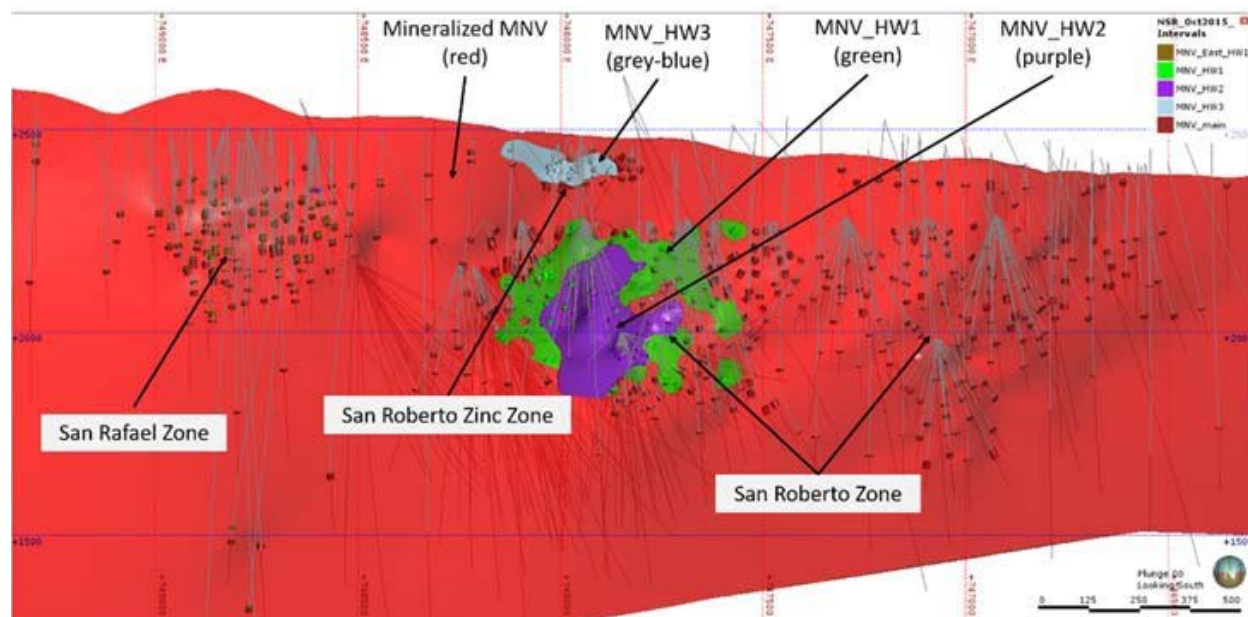 Mineralized MNV
(red)
MNV_HW3
(grey-blue)
MNV_HW1
(green)
MNV_HW2
(purple)
NSR_Oct2015_
Intervals
MNV_East_HW1
MNV_HW1
MNV_HW2
MNV_HW3
MNV_main
+2500
+2000
+1500
San Rafael Zone
San Roberto Zinc Zone
San Roberto Zone
Plunge 00
Looking South
0 125 250 375 500